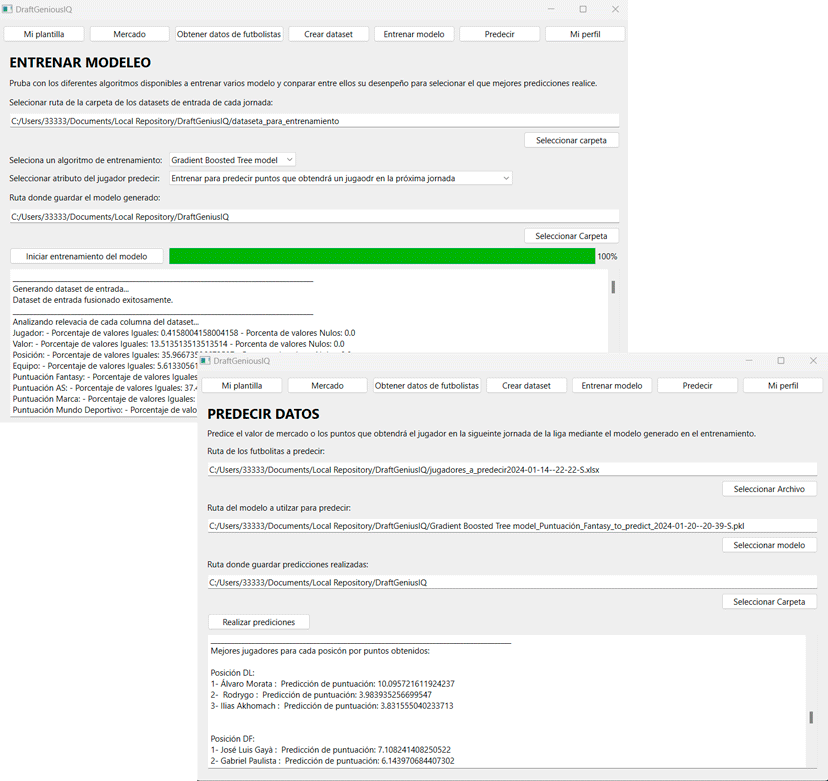 DraftGeniousIQ
Mi plantilla Mercado Obtener datos de futbolistas Crear dataset Entrenar modelo Predecir Mi perfil
ENTRENAR MODELEO
Pruba con los diferentes algoritmos disponibles a entrenar varios modelo y conparar entre ellos su desenpeño para selecionar el que mejores predicciones realice.
Selecionar ruta de la carpeta de los datasets de entrada de cada jornada:
C:/Users/33333/Documents/Local Repository/DraftGeniusIQ/dataseta_para_entrenamiento
Seleccionar carpeta
Seleciona un algoritmo de entrenamiento: Gradient Boosted Tree model
Seleccionar atributo del jugador predecir: Entrenar para predecir puntos que obtendrá un jugaodr en la próxima jornada
Ruta donde guardar el modelo generado:
C:/Users/33333/Documents/Local Repository/DraftGeniusIQ
Seleccionar Carpeta
Iniciar entrenamiento del modelo 100%
Generando dataset de entrada...
Dataset de entrada fusionado exitosamente.
Analizando relevacia de cada columna del dataset...
Jugador: - Porcentaje de valores Iguales: 0.4158004158004158 - Porcenta de valores Nulos: 0.0
Valor: - Porcentaje de valores Iguales: 13.513513513513514 - Porcenta de valores Nulos: 0.0
Posición: - Porcentaje de valores Iguales:
Equipo: - Porcentaje de valores Iguales: 5.61330561
Puntuación Fantasy: - Porcentaje de valores Iguales
Puntuación AS: - Porcentaje de valores Iguales: 37.4
Puntuación Marca: - Porcentaje de valores Iguales:
Puntuación Mundo Deportivo: - Porcentaje de valo
DraftGeniousIQ
Mi plantilla Mercado Obtener datos de futbolistas Crear dataset Entrenar modelo Predecir Mi perfil
PREDECIR DATOS
Predice el valor de mercado o los puntos que obtendrá el jugador en la sigueinte jornada de la liga mediante el modelo generado en el entrenamiento.
Ruta de los futbolitas a predecir:
C:/Users/33333/Documents/Local Repository/DraftGeniusIQ/jugadores_a_predecir2024-01-14--22-22-S.xlsx
Seleccionar Archivo
Ruta del modelo a utilzar para predecir:
C:/Users/33333/Documents/Local Repository/DraftGeniusIQ/Gradient Boosted Tree model_Puntuación_Fantasy_to_predict_2024-01-20--20-39-S.pkl
Seleccionar modelo
Ruta donde guardar predicciones realizadas:
C:/Users/33333/Documents/Local Repository/DraftGeniusIQ
Seleccionar Carpeta
Realizar prediciones
Mejores jugadores para cada posicón por puntos obtenidos:
Posición DL:
1- Álvaro Morata : Predicción de puntuación: 10.095721611924237
2- Rodrygo : Predicción de puntuación: 3.983935256699547
3- Ilias Akhomach : Predicción de puntuación: 3.831555040233713
Posición DF:
1- José Luis Gayà : Predicción de puntuación: 7.108241408250522
2- Gabriel Paulista : Predicción de puntuación: 6.143970684407302